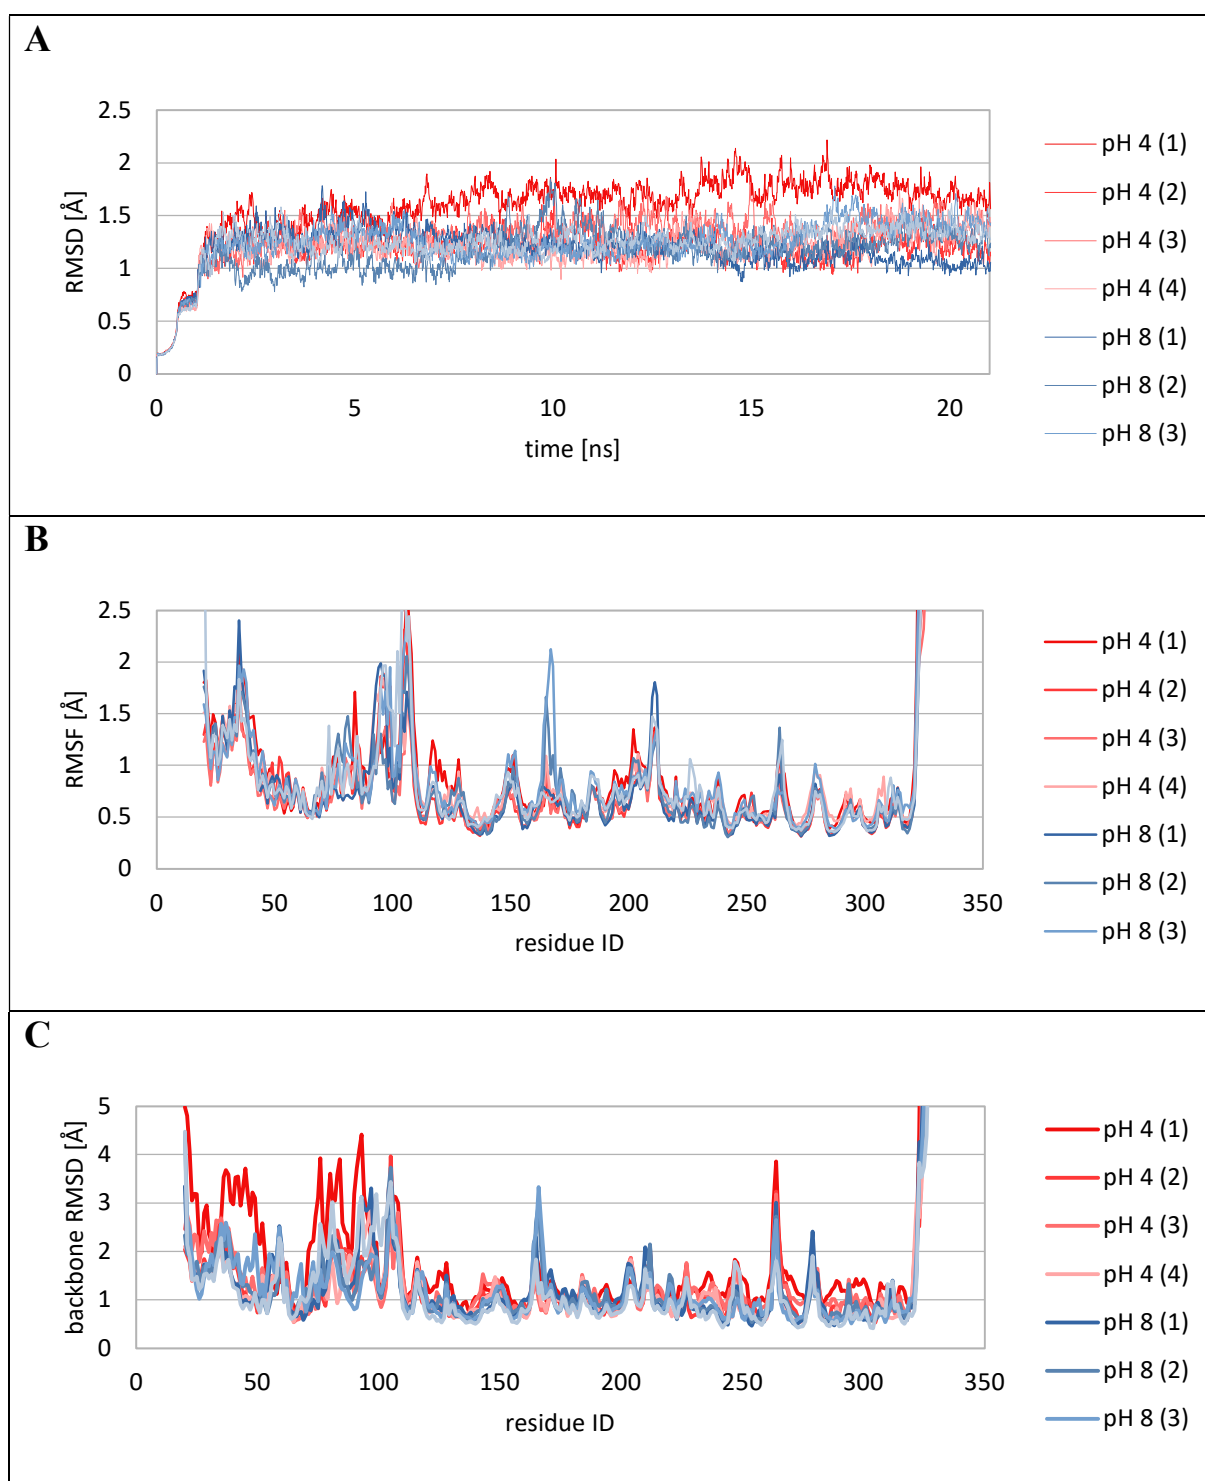 A
RMSD [Å]
2.5
2
1.5
1
0.5
0
0 5 10 15 20
time [ns]
pH 4 (1)
pH 4 (2)
pH 4 (3)
pH 4 (4)
pH 8 (1)
pH 8 (2)
pH 8 (3)
B
RMSF [Å]
2.5
2
1.5
1
0.5
0
0 50 100 150 200 250 300 350
residue ID
pH 4 (1)
pH 4 (2)
pH 4 (3)
pH 4 (4)
pH 8 (1)
pH 8 (2)
pH 8 (3)
C
backbone RMSD [Å]
5
4
3
2
1
0
0 50 100 150 200 250 300 350
residue ID
pH 4 (1)
pH 4 (2)
pH 4 (3)
pH 4 (4)
pH 8 (1)
pH 8 (2)
pH 8 (3)